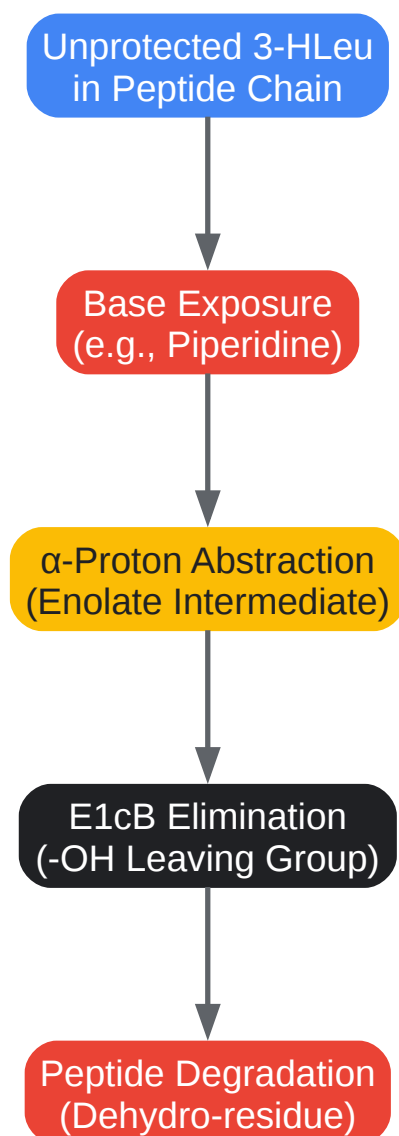 Unprotected 3-HLeu
in Peptide Chain
Base Exposure
(e.g., Piperidine)
α-Proton Abstraction
(Enolate Intermediate)
E1cB Elimination
(-OH Leaving Group)
Peptide Degradation
(Dehydro-residue)